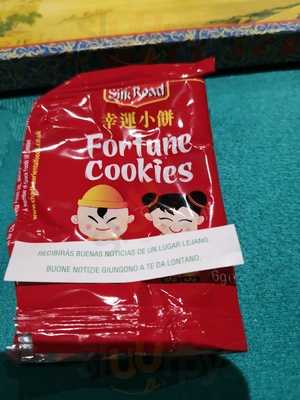 Silk Road
幸運小餅
Fortune
Cookies
RECIBIRÁS BUENAS NOTICIAS DE UN LUGAR LEJANO.
BUONE NOTIZIE GIUNGONO A TE DA LONTANO.
6g